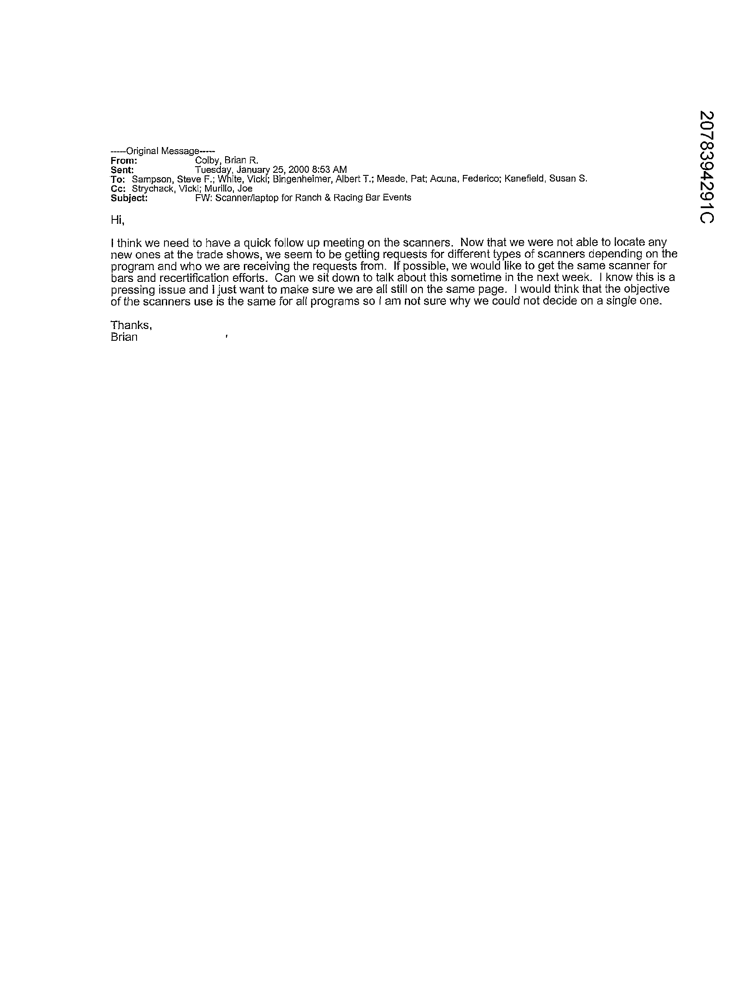 -----Original Message-----
From: Colby, Brian R.
Sent: Tuesday, January 25, 2000 8:53 AM
To: Sampson, Steve F.; White, Vicki; Bingenheimer, Albert T.; Meade, Pat; Acuna, Federico; Kanefield, Susan S.
Cc: Strychack, Vicki; Murillo, Joe
Subject: FW: Scanner/laptop for Ranch & Racing Bar Events
Hi,
I think we need to have a quick follow up meeting on the scanners. Now that we were not able to locate any
new ones at the trade shows, we seem to be getting requests for different types of scanners depending on the
program and who we are receiving the requests from. If possible, we would like to get the same scanner for
bars and recertification efforts. Can we sit down to talk about this sometime in the next week. I know this is a
pressing issue and I just want to make sure we are all still on the same page. I would think that the objective
of the scanners use is the same for all programs so I am not sure why we could not decide on a single one.
Thanks,
Brian
2078394291C